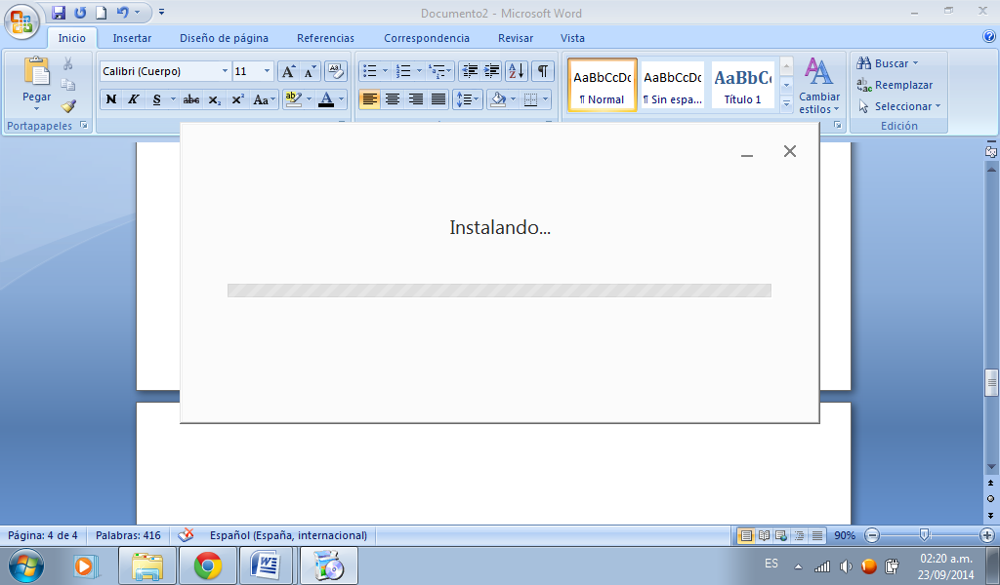 Documento2 - Microsoft Word
Inicio Insertar Diseño de página Referencias Correspondencia Revisar Vista
Pegar
Portapapeles
Calibri (Cuerpo) 11
N K S abc x₂ x² Aa
ab A
AaBbCcDc AaBbCcDc AaBbC
¶ Normal ¶ Sin espa... Título 1
Cambiar estilos
Buscar
Reemplazar
Seleccionar
Edición
Instalando...
Página: 4 de 4 Palabras: 416 Español (España, internacional) 90%
ES
02:20 a.m.
23/09/2014